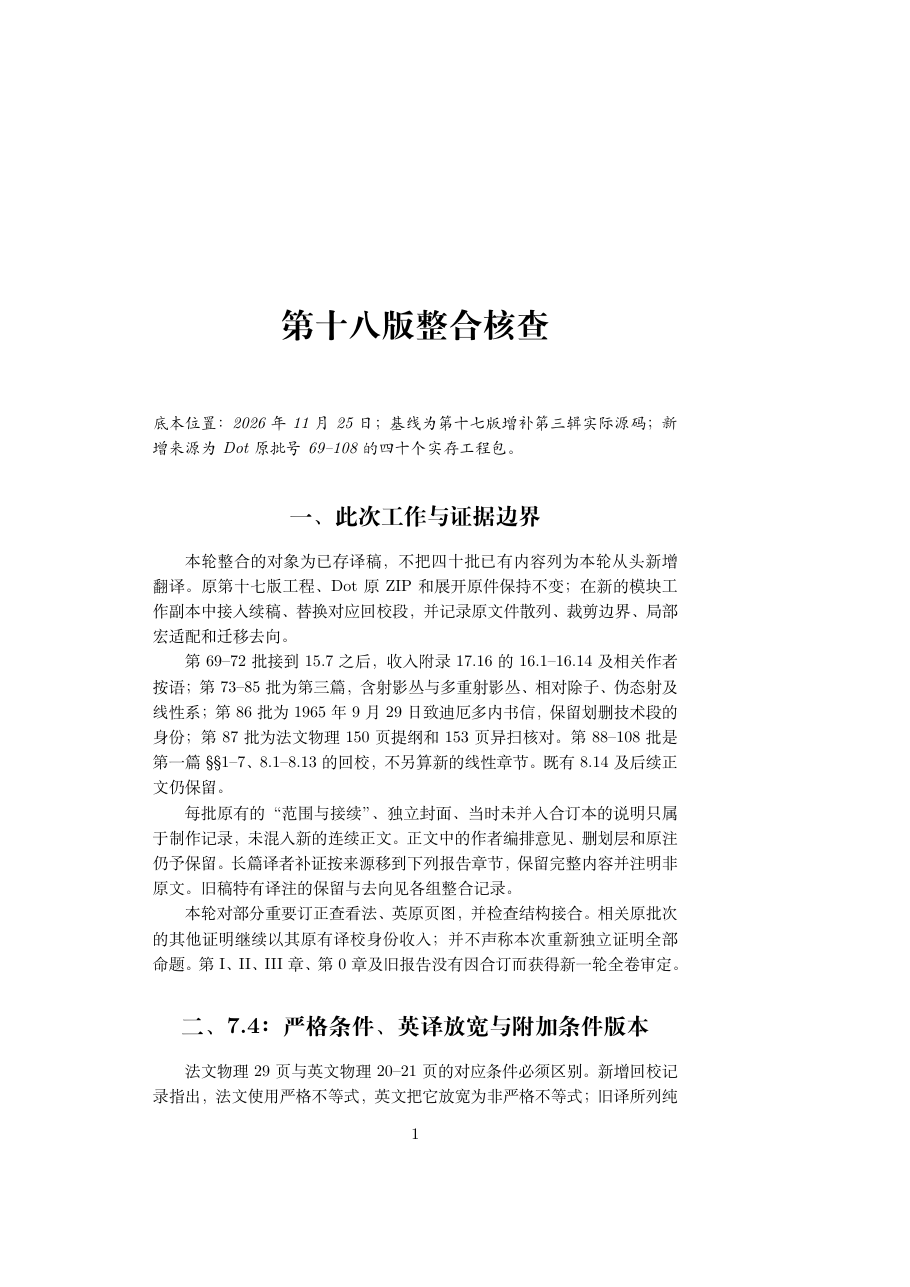 第十八版整合核查
底本位置：2026 年 11 月 25 日；基线为第十七版增补第三辑实际源码；新
增来源为 Dot 原批号 69–108 的四十个实存工程包。
一、此次工作与证据边界
本轮整合的对象为已存译稿，不把四十批已有内容列为本轮从头新增
翻译。原第十七版工程、Dot 原 ZIP 和展开原件保持不变；在新的模块工
作副本中接入续稿、替换对应回校段，并记录原文件散列、裁剪边界、局部
宏适配和迁移去向。
第 69–72 批接到 15.7 之后，收入附录 17.16 的 16.1–16.14 及相关作者
按语；第 73–85 批为第三篇，含射影丛与多重射影丛、相对除子、伪态射及
线性系；第 86 批为 1965 年 9 月 29 日致迪厄多内书信，保留划删技术段的
身份；第 87 批为法文物理 150 页提纲和 153 页异扫核对。第 88–108 批是
第一篇 §§1–7、8.1–8.13 的回校，不另算新的线性章节。既有 8.14 及后续正
文仍保留。
每批原有的 “范围与接续”、独立封面、当时未并入合订本的说明只属
于制作记录，未混入新的连续正文。正文中的作者编排意见、删划层和原注
仍予保留。长篇译者补证按来源移到下列报告章节，保留完整内容并注明非
原文。旧稿特有译注的保留与去向见各组整合记录。
本轮对部分重要订正查看法、英原页图，并检查结构接合。相关原批次
的其他证明继续以其原有译校身份收入；并不声称本次重新独立证明全部
命题。第 I、II、III 章、第 0 章及旧报告没有因合订而获得新一轮全卷审定。
二、7.4：严格条件、英译放宽与附加条件版本
法文物理 29 页与英文物理 20–21 页的对应条件必须区别。新增回校记
录指出，法文使用严格不等式，英文把它放宽为非严格不等式；旧译所列纯
1